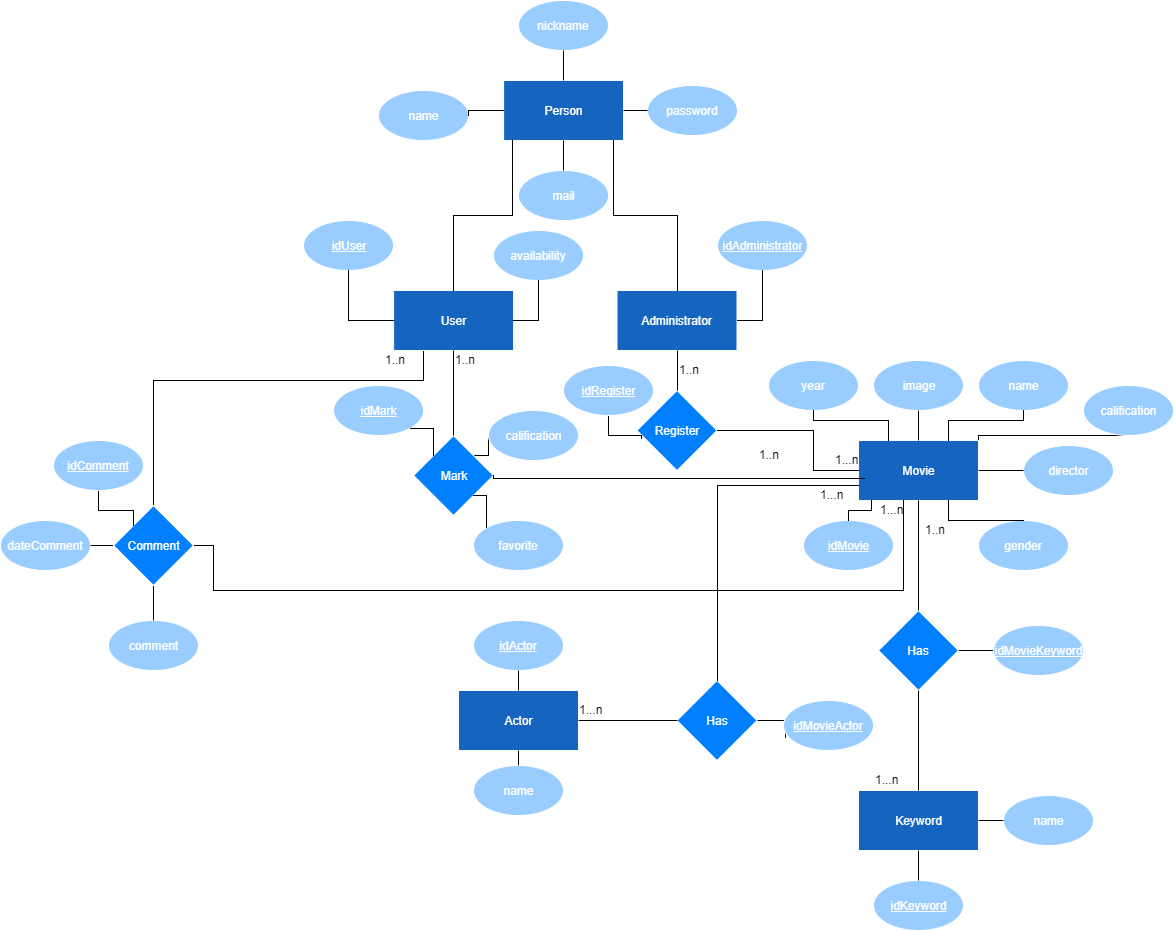 nickname
Person
name
password
mail
idUser
availability
idAdministrator
User
Administrator
1..n
1..n
1..n
idMark
calification
idRegister
Register
year
image
name
calification
1..n
1...n
Movie
director
idComment
Mark
1...n
1...n
1..n
dateComment
Comment
favorite
idMovie
gender
comment
idActor
Has
idMovieKeyword
1...n
Actor
Has
idMovieActor
name
1...n
Keyword
name
idKeyword